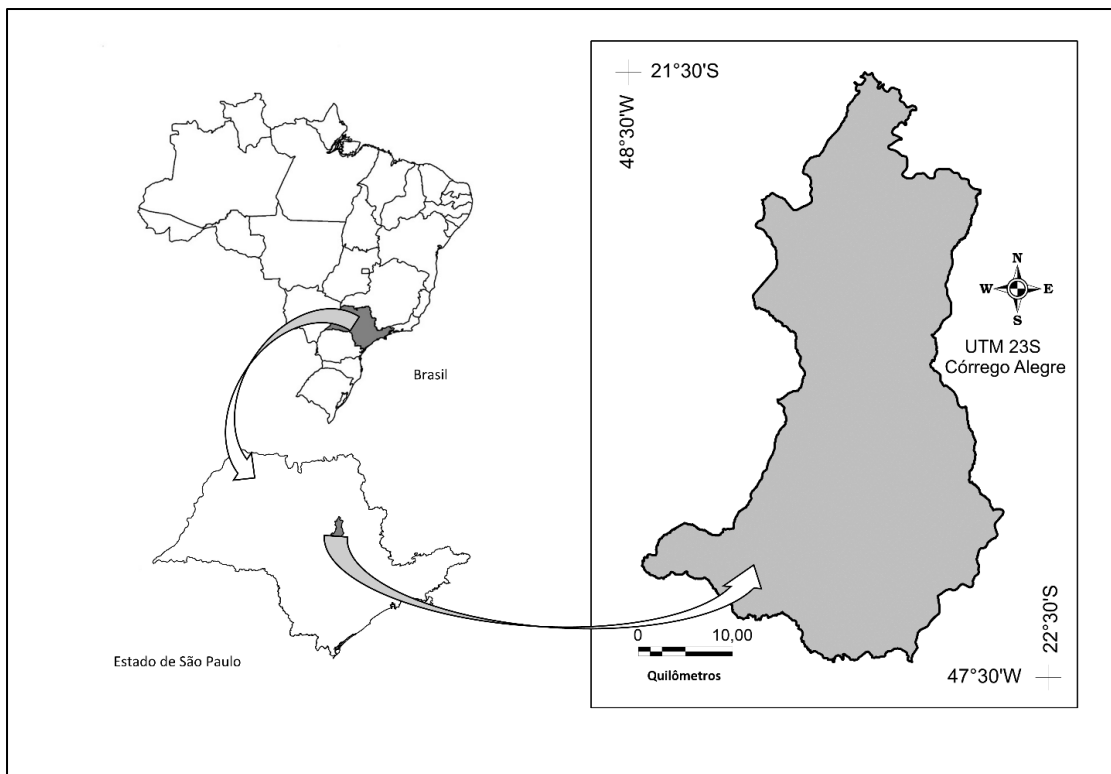 Brasil
Estado de São Paulo
21°30'S
48°30'W
N
W E
S
UTM 23S
Córrego Alegre
0 10,00
Quilômetros
22°30'S
47°30'W